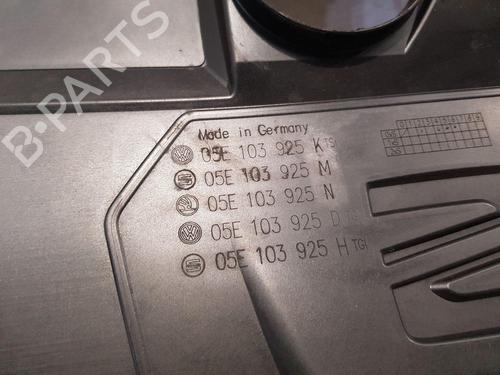 B-PARTS
Made in Germany
05E 103 925 K TSI
05E 103 925 M
05E 103 925 N
05E 103 925 D
05E 103 925 H TGI